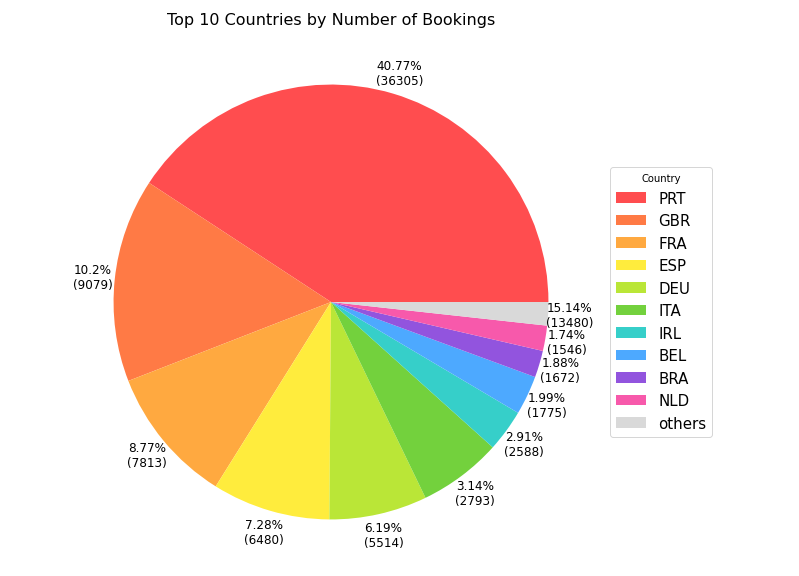 Top 10 Countries by Number of Bookings
40.77%
(36305)
10.2%
(9079)
8.77%
(7813)
7.28%
(6480)
6.19%
(5514)
3.14%
(2793)
2.91%
(2588)
1.99%
(1775)
1.88%
(1672)
1.74%
(1546)
15.14%
(13480)
Country
PRT
GBR
FRA
ESP
DEU
ITA
IRL
BEL
BRA
NLD
others